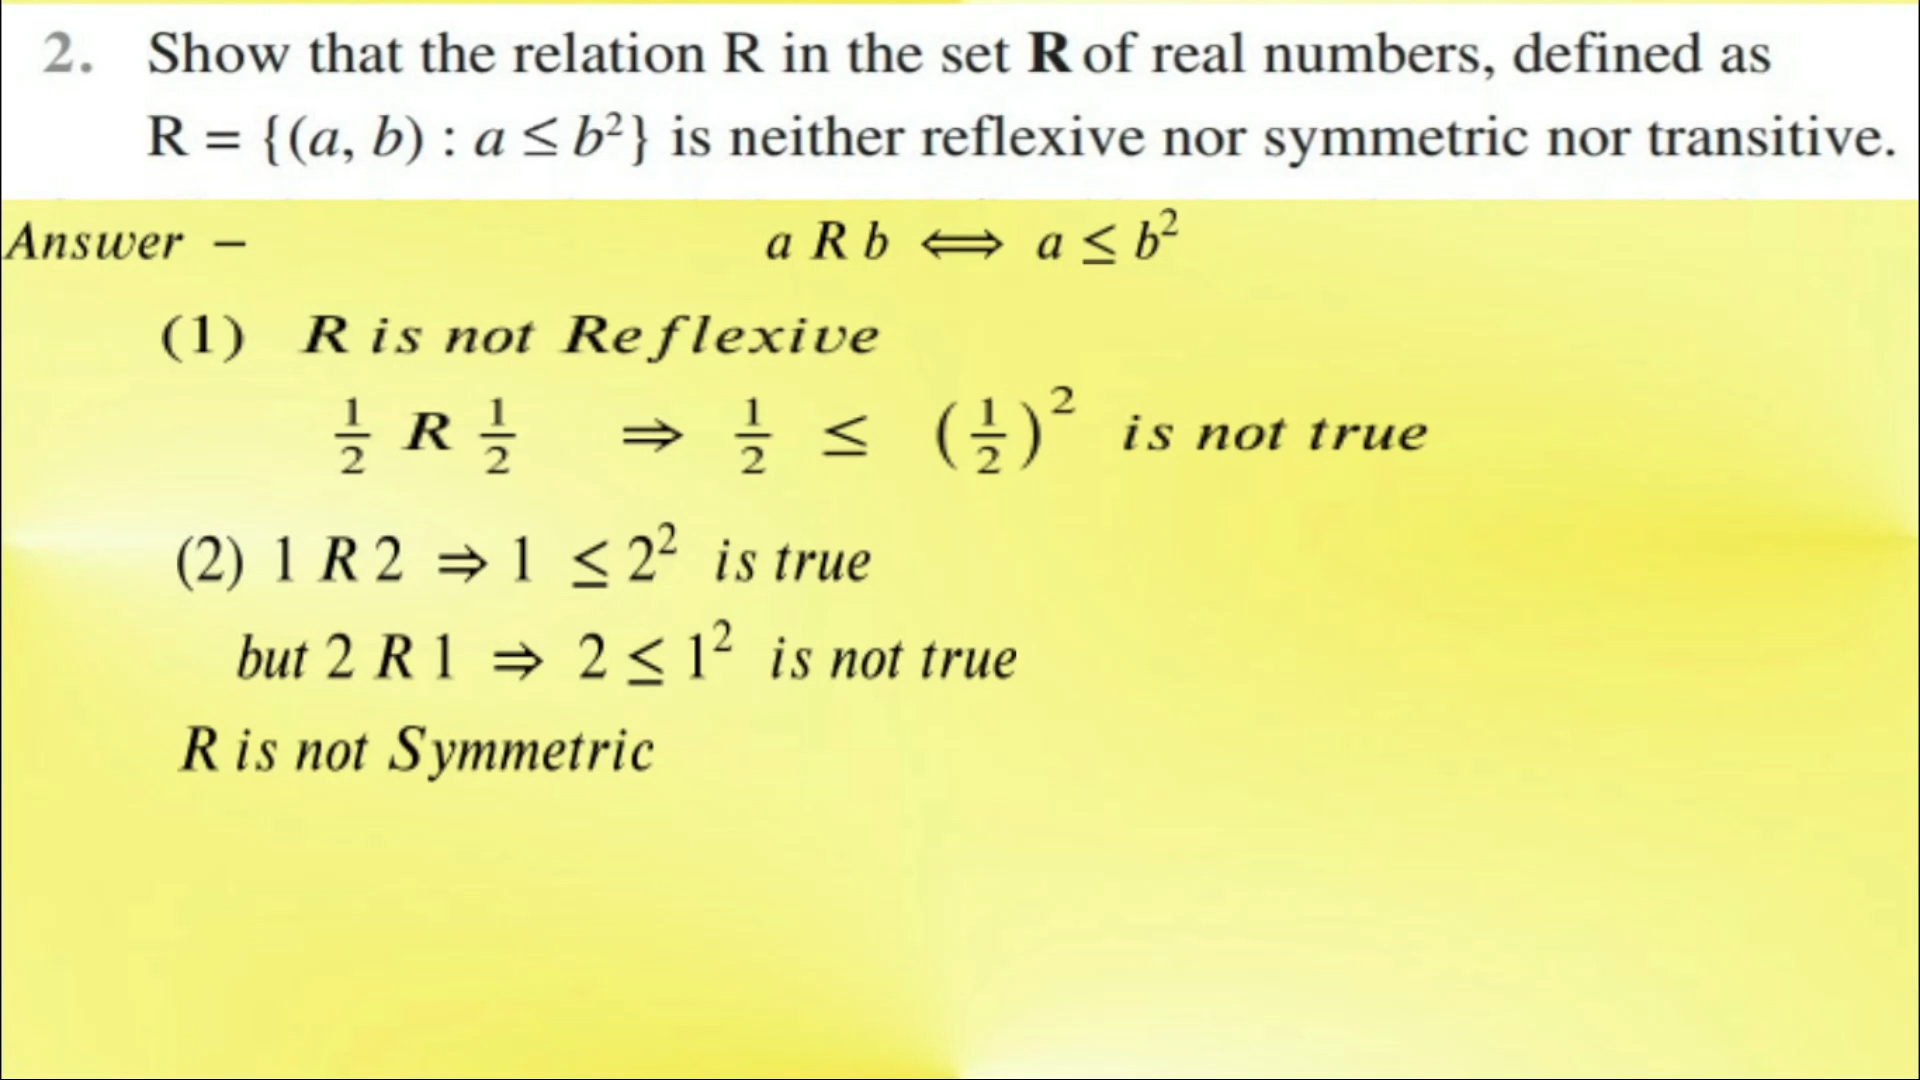 2. Show that the relation R in the set R of real numbers, defined as
R = {(a, b) : a ≤ b²} is neither reflexive nor symmetric nor transitive.
Answer – a R b ⟺ a ≤ b²
(1) R is not Reflexive
1/2 R 1/2 ⇒ 1/2 ≤ (1/2)² is not true
(2) 1 R 2 ⇒ 1 ≤ 2² is true
but 2 R 1 ⇒ 2 ≤ 1² is not true
R is not Symmetric